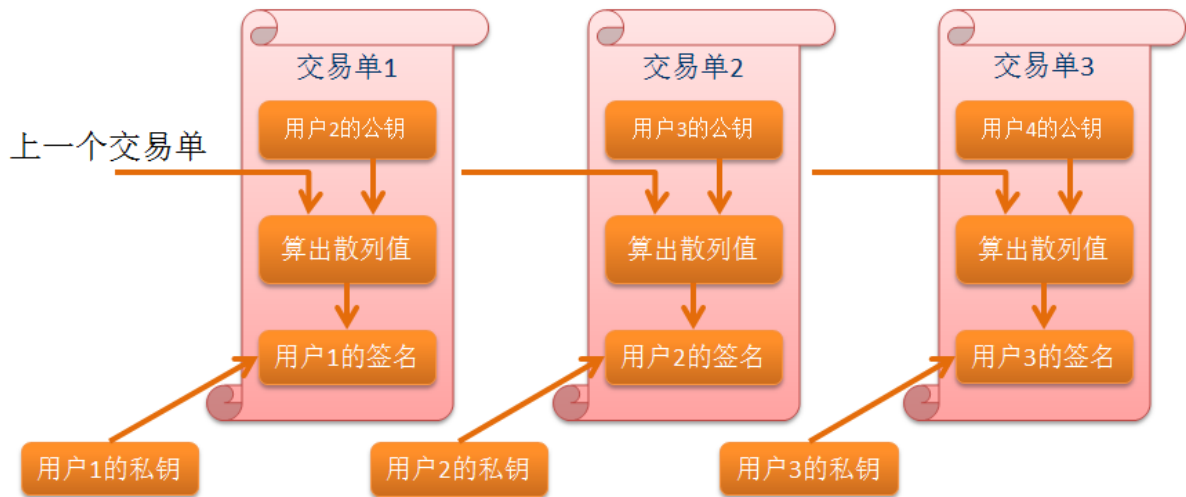 交易单1
交易单2
交易单3
用户2的公钥
用户3的公钥
用户4的公钥
上一个交易单
算出散列值
算出散列值
算出散列值
用户1的签名
用户2的签名
用户3的签名
用户1的私钥
用户2的私钥
用户3的私钥